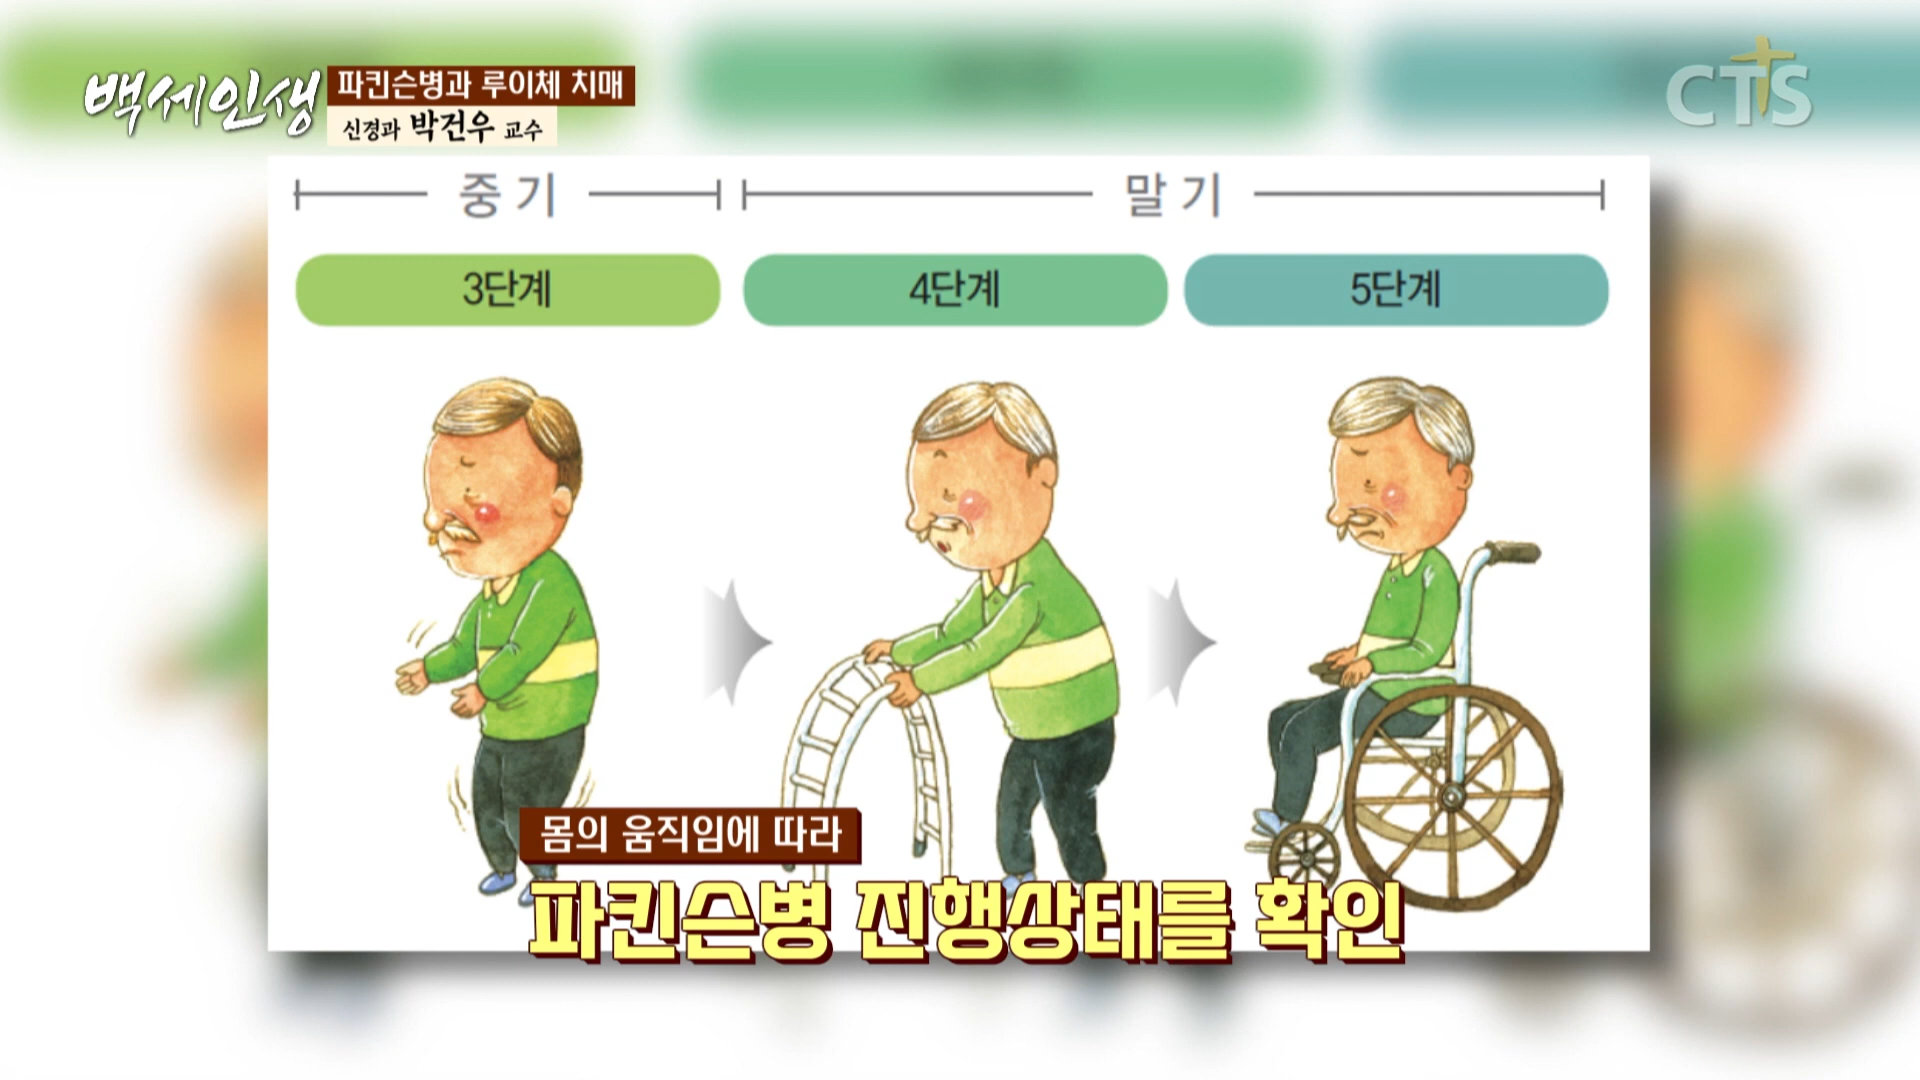 백세인생
파킨슨병과 루이체 치매
신경과 박건우 교수
CTS
중기
말기
3단계
4단계
5단계
몸의 움직임에 따라
파킨슨병 진행상태를 확인